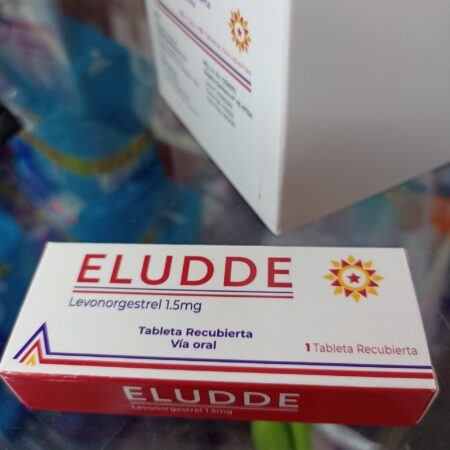 ELUDDE
Levonorgestrel 1.5mg
Tableta Recubierta
Vía oral
1 Tableta Recubierta
ELUDDE
Levonorgestrel 1.5mg